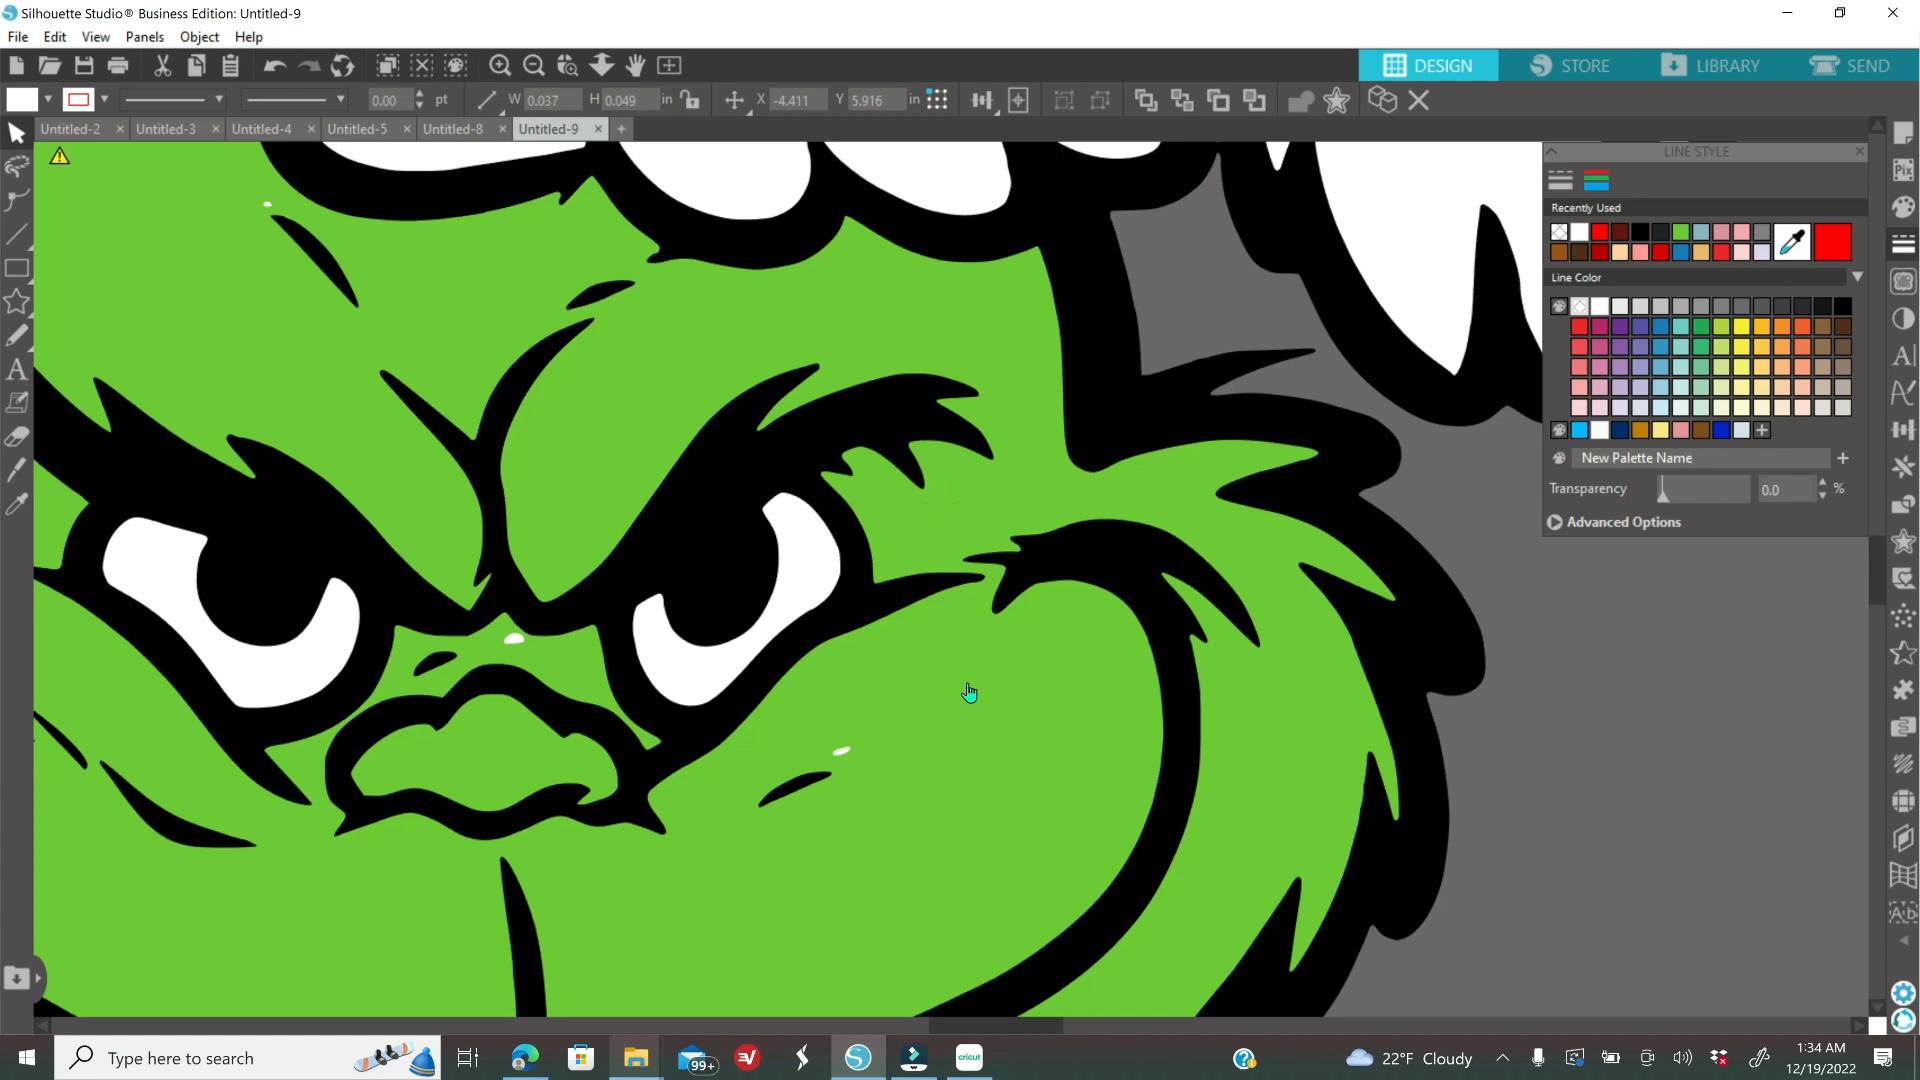 Silhouette Studio® Business Edition: Untitled-9
File Edit View Panels Object Help
DESIGN STORE LIBRARY SEND
0.00 pt W 0.037 H 0.049 in X -4.411 Y 5.916 in
Untitled-2 Untitled-3 Untitled-4 Untitled-5 Untitled-8 Untitled-9
LINE STYLE
Pix
Recently Used
Line Color
New Palette Name
Transparency 0.0 %
Advanced Options
Type here to search
99+
cricut
22°F Cloudy
1:34 AM
12/19/2022